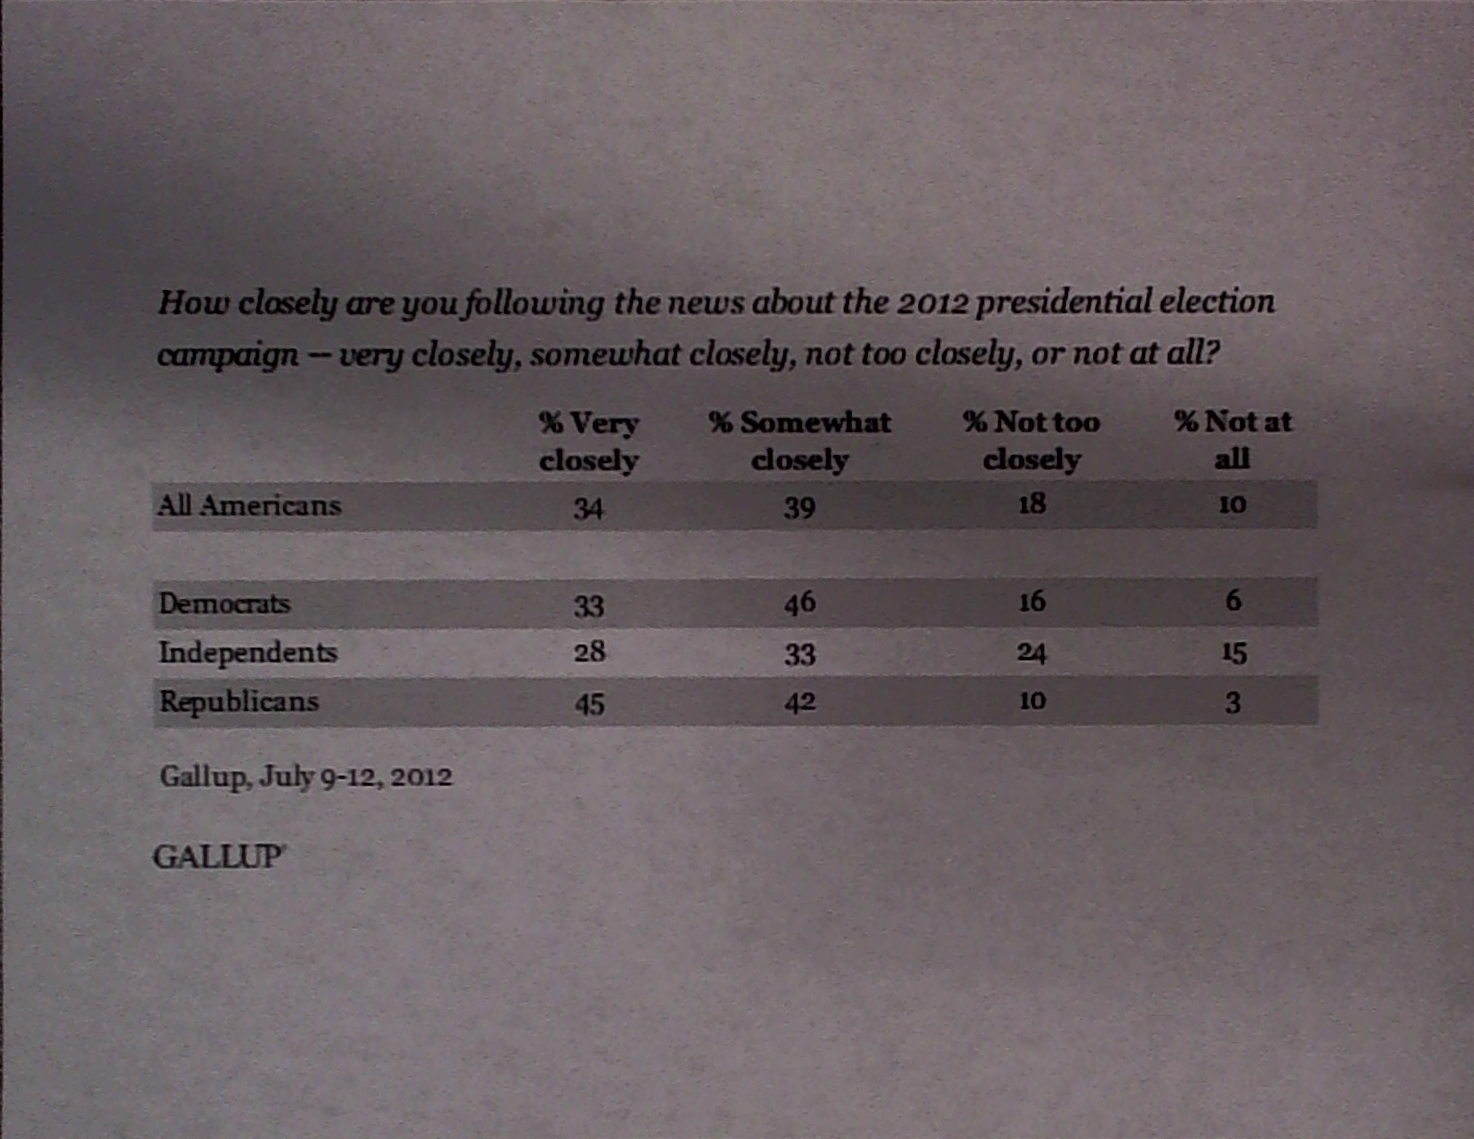 How closely are you following the news about the 2012 presidential election
campaign – very closely, somewhat closely, not too closely, or not at all?
% Very % Somewhat % Not too % Not at
closely closely closely all
All Americans 34 39 18 10
Democrats 33 46 16 6
Independents 28 33 24 15
Republicans 45 42 10 3
Gallup, July 9-12, 2012
GALLUP®